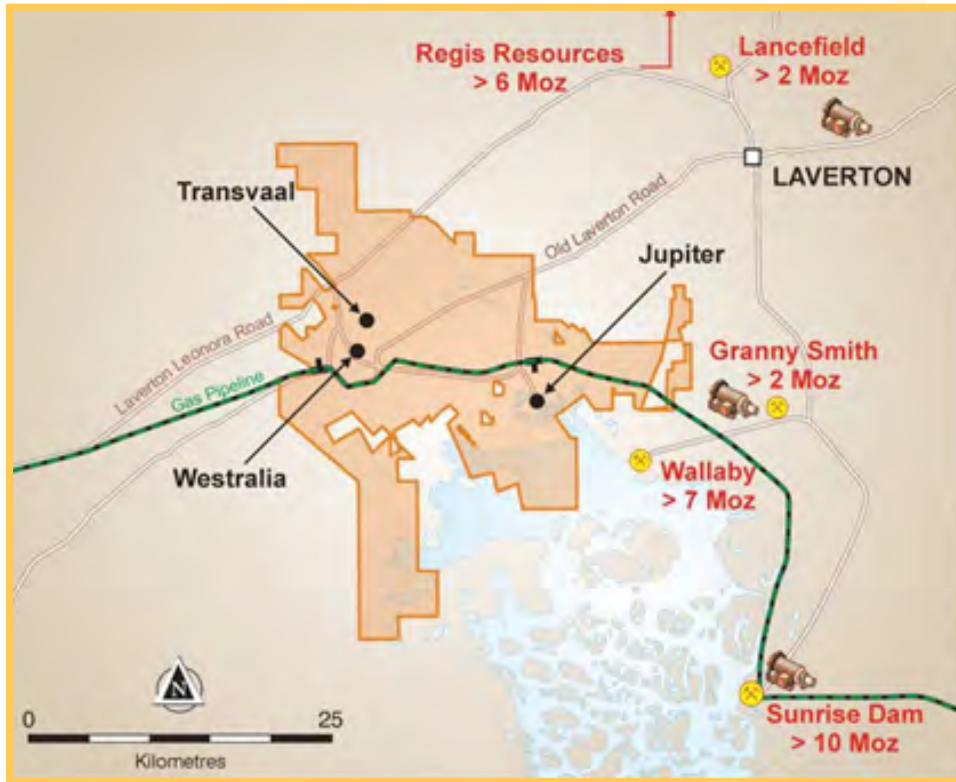 Regis Resources
> 6 Moz
Lancefield
> 2 Moz
LAVERTON
Transvaal
Old Laverton Road
Jupiter
Laverton Leonora Road
Gas Pipeline
Granny Smith
> 2 Moz
Westralia
Wallaby
> 7 Moz
N
0
25
Kilometres
Sunrise Dam
> 10 Moz